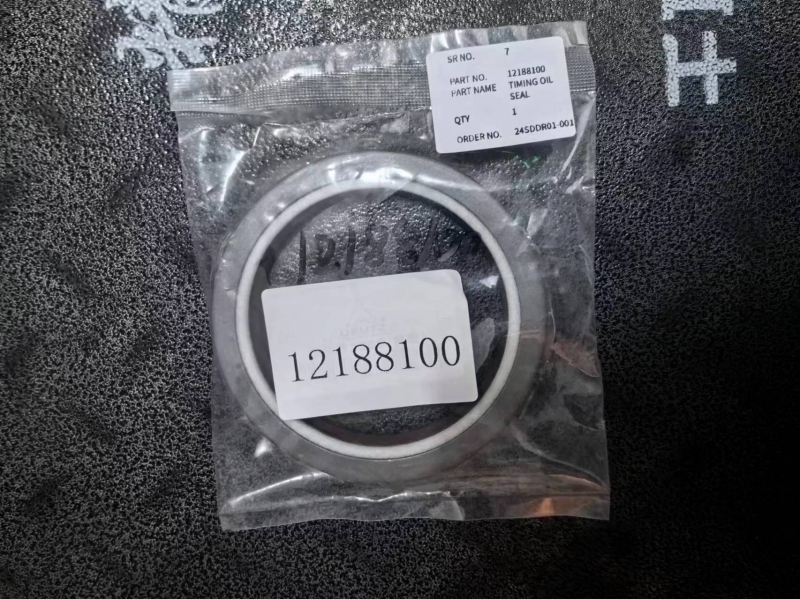 SR NO. 7
PART NO. 12188100
PART NAME TIMING OIL
SEAL
QTY 1
ORDER NO. 24SDDR01-001
12188100